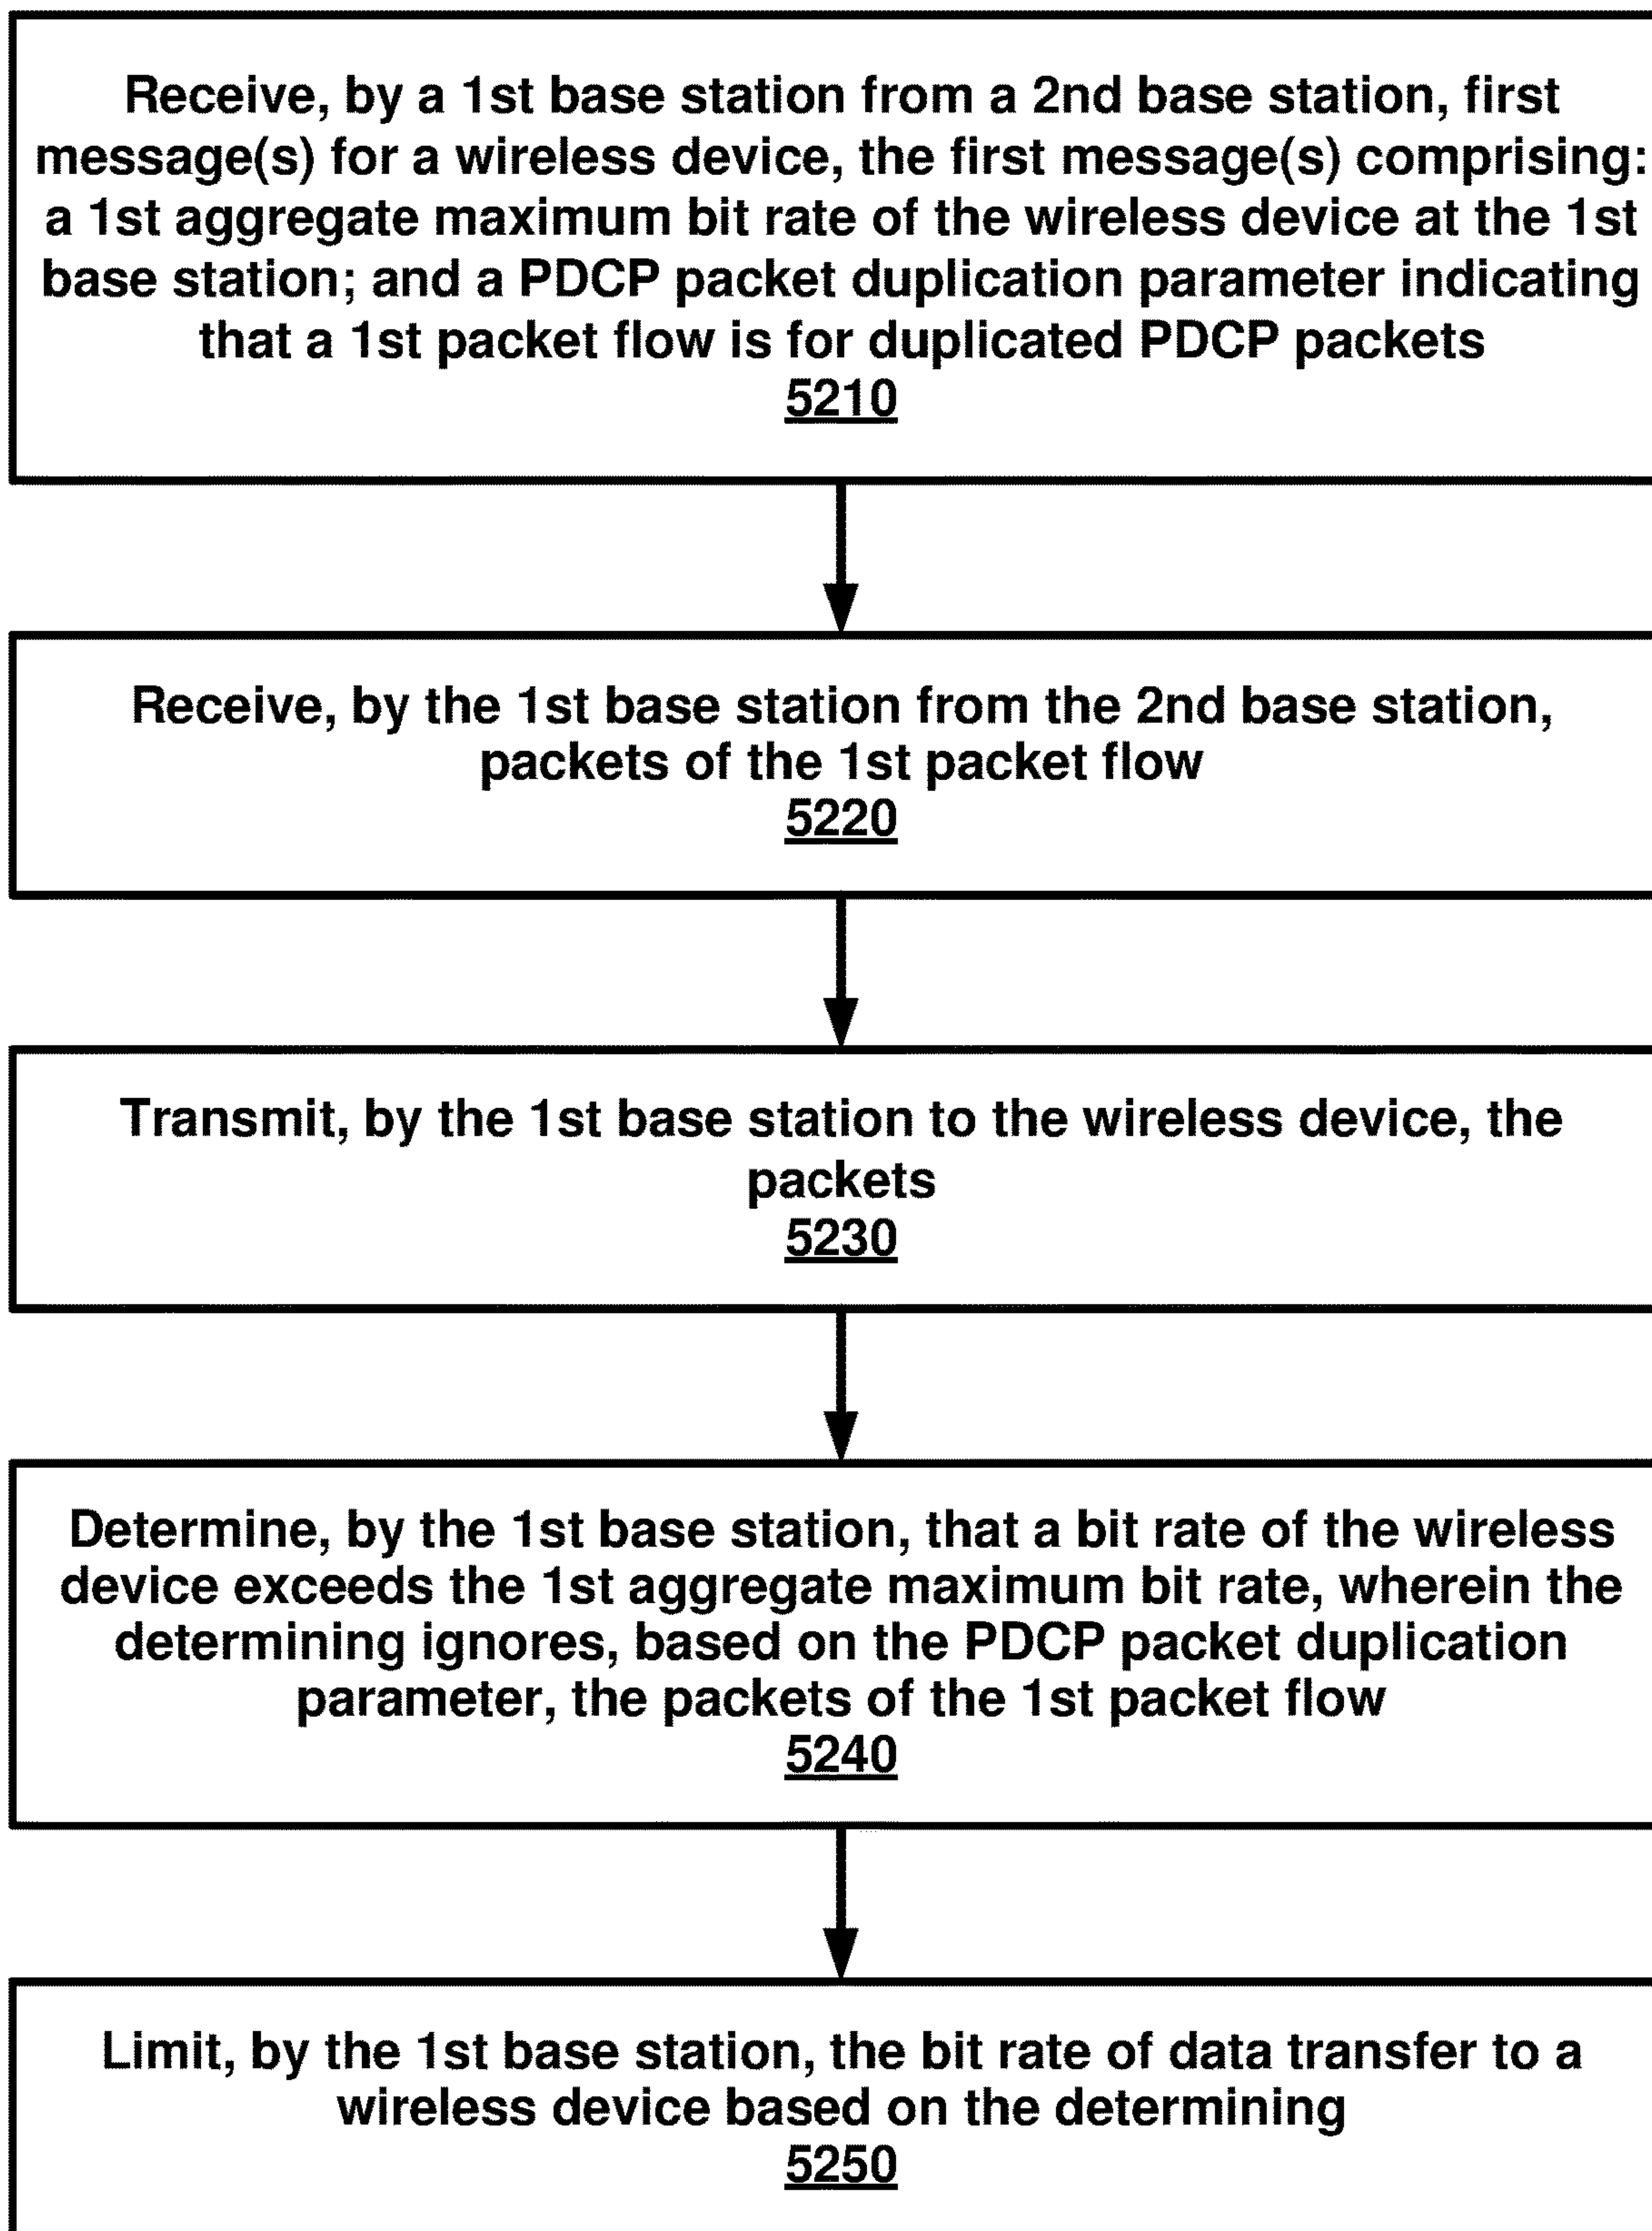 Receive, by a 1st base station from a 2nd base station, first
message(s) for a wireless device, the first message(s) comprising:
a 1st aggregate maximum bit rate of the wireless device at the 1st
base station; and a PDCP packet duplication parameter indicating
that a 1st packet flow is for duplicated PDCP packets
5210
Receive, by the 1st base station from the 2nd base station,
packets of the 1st packet flow
5220
Transmit, by the 1st base station to the wireless device, the
packets
5230
Determine, by the 1st base station, that a bit rate of the wireless
device exceeds the 1st aggregate maximum bit rate, wherein the
determining ignores, based on the PDCP packet duplication
parameter, the packets of the 1st packet flow
5240
Limit, by the 1st base station, the bit rate of data transfer to a
wireless device based on the determining
5250